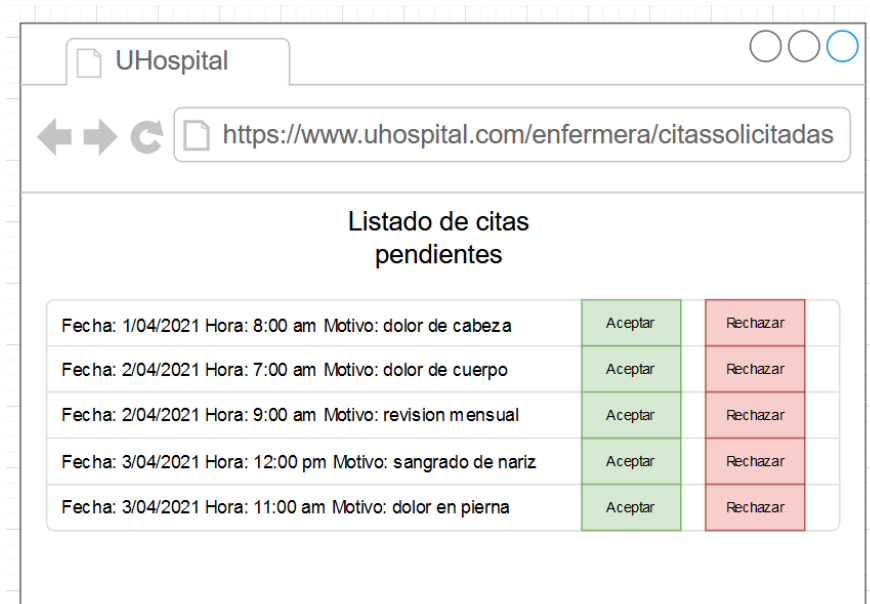 UHospital
https://www.uhospital.com/enfermera/citassolicitadas
Listado de citas
pendientes
Fecha: 1/04/2021 Hora: 8:00 am Motivo: dolor de cabeza Aceptar Rechazar
Fecha: 2/04/2021 Hora: 7:00 am Motivo: dolor de cuerpo Aceptar Rechazar
Fecha: 2/04/2021 Hora: 9:00 am Motivo: revision mensual Aceptar Rechazar
Fecha: 3/04/2021 Hora: 12:00 pm Motivo: sangrado de nariz Aceptar Rechazar
Fecha: 3/04/2021 Hora: 11:00 am Motivo: dolor en pierna Aceptar Rechazar